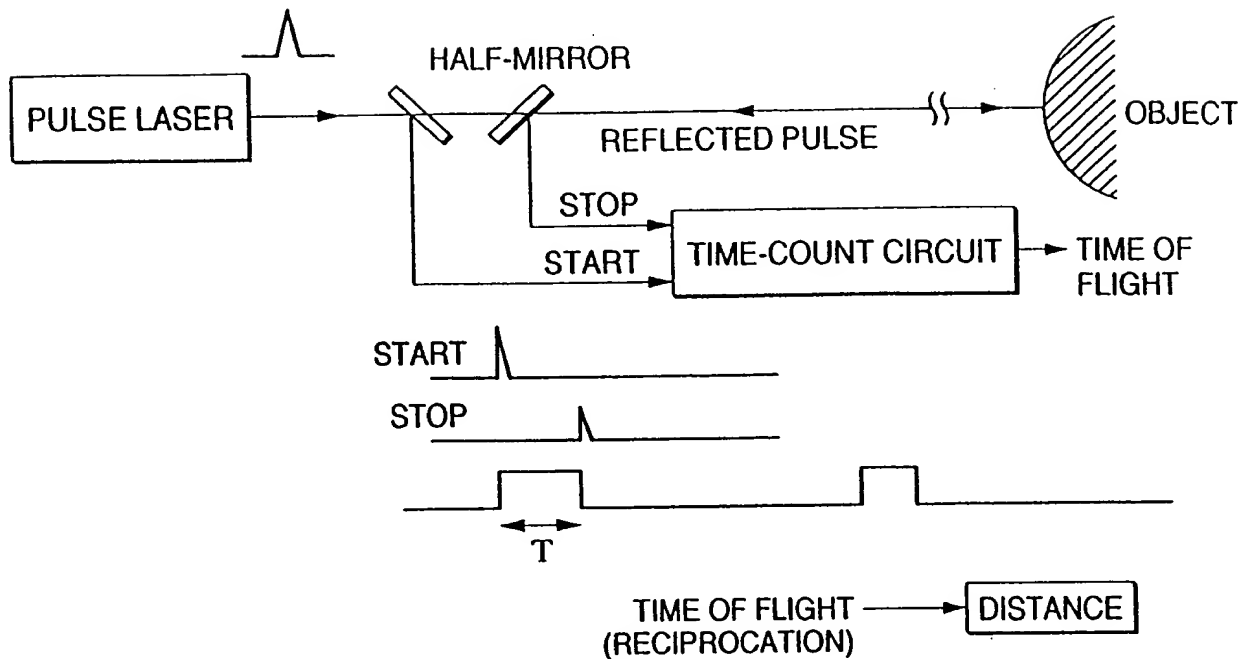 HALF-MIRROR
PULSE LASER
OBJECT
REFLECTED PULSE
STOP
START
TIME-COUNT CIRCUIT
TIME OF
FLIGHT
START
STOP
T
TIME OF FLIGHT
(RECIPROCATION)
DISTANCE